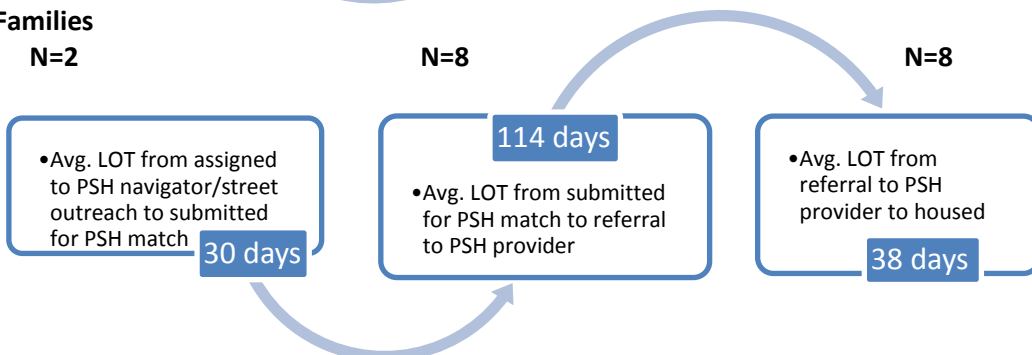 Families
N=2
N=8
N=8
•Avg. LOT from assigned
to PSH navigator/street
outreach to submitted
for PSH match
30 days
114 days
•Avg. LOT from submitted
for PSH match to referral
to PSH provider
•Avg. LOT from
referral to PSH
provider to housed
38 days